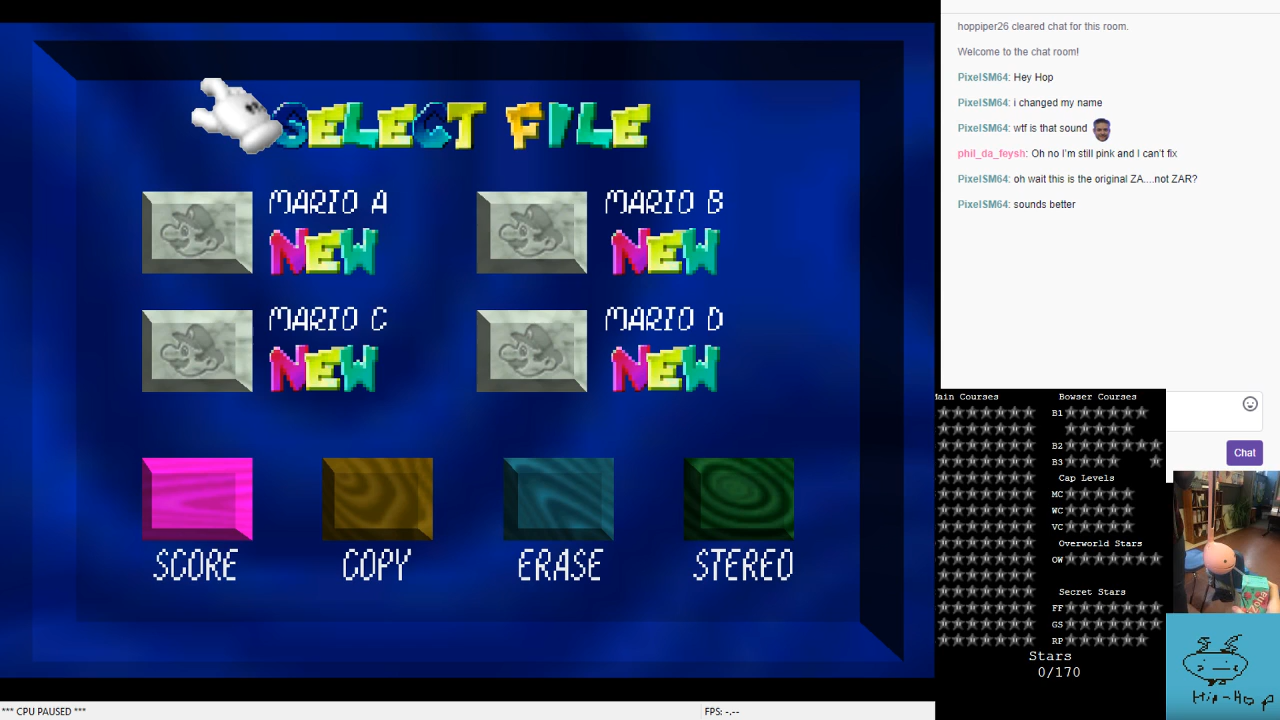 SELECT FILE
MARIO A
NEW
MARIO B
NEW
MARIO C
NEW
MARIO D
NEW
SCORE
COPY
ERASE
STEREO
*** CPU PAUSED ***
FPS: -.--
hoppiper26 cleared chat for this room.
Welcome to the chat room!
PixelSM64: Hey Hop
PixelSM64: i changed my name
PixelSM64: wtf is that sound
phil_da_feysh: Oh no I'm still pink and I can't fix
PixelSM64: oh wait this is the original ZA....not ZAR?
PixelSM64: sounds better
Chat
Main Courses
Bowser Courses
B1
B2
B3
Cap Levels
MC
WC
VC
Overworld Stars
OW
Secret Stars
FF
GS
RP
Stars
0/170
Hip-Hop